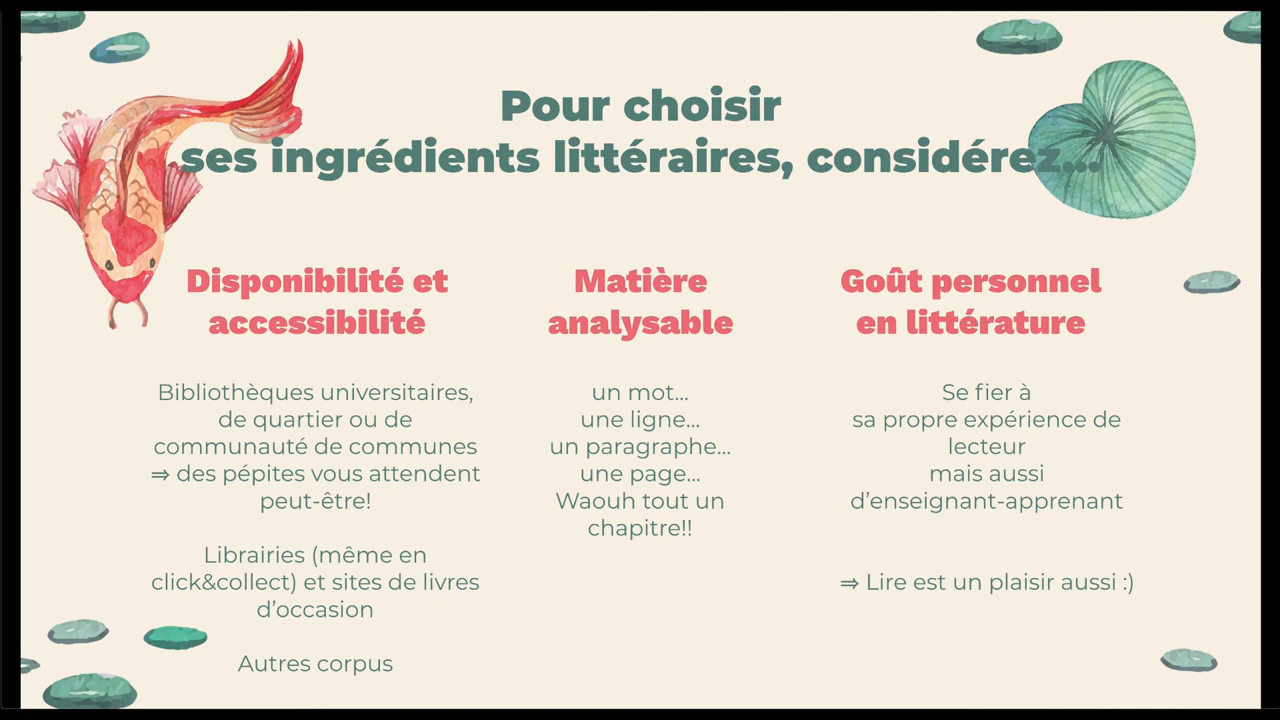 Pour choisir
ses ingrédients littéraires, considérez...
Disponibilité et
accessibilité
Bibliothèques universitaires,
de quartier ou de
communauté de communes
⇒ des pépites vous attendent
peut-être!
Librairies (même en
click&collect) et sites de livres
d’occasion
Autres corpus
Matière
analysable
un mot...
une ligne...
un paragraphe...
une page...
Waouh tout un
chapitre!!
Goût personnel
en littérature
Se fier à
sa propre expérience de
lecteur
mais aussi
d’enseignant-apprenant
⇒ Lire est un plaisir aussi :)